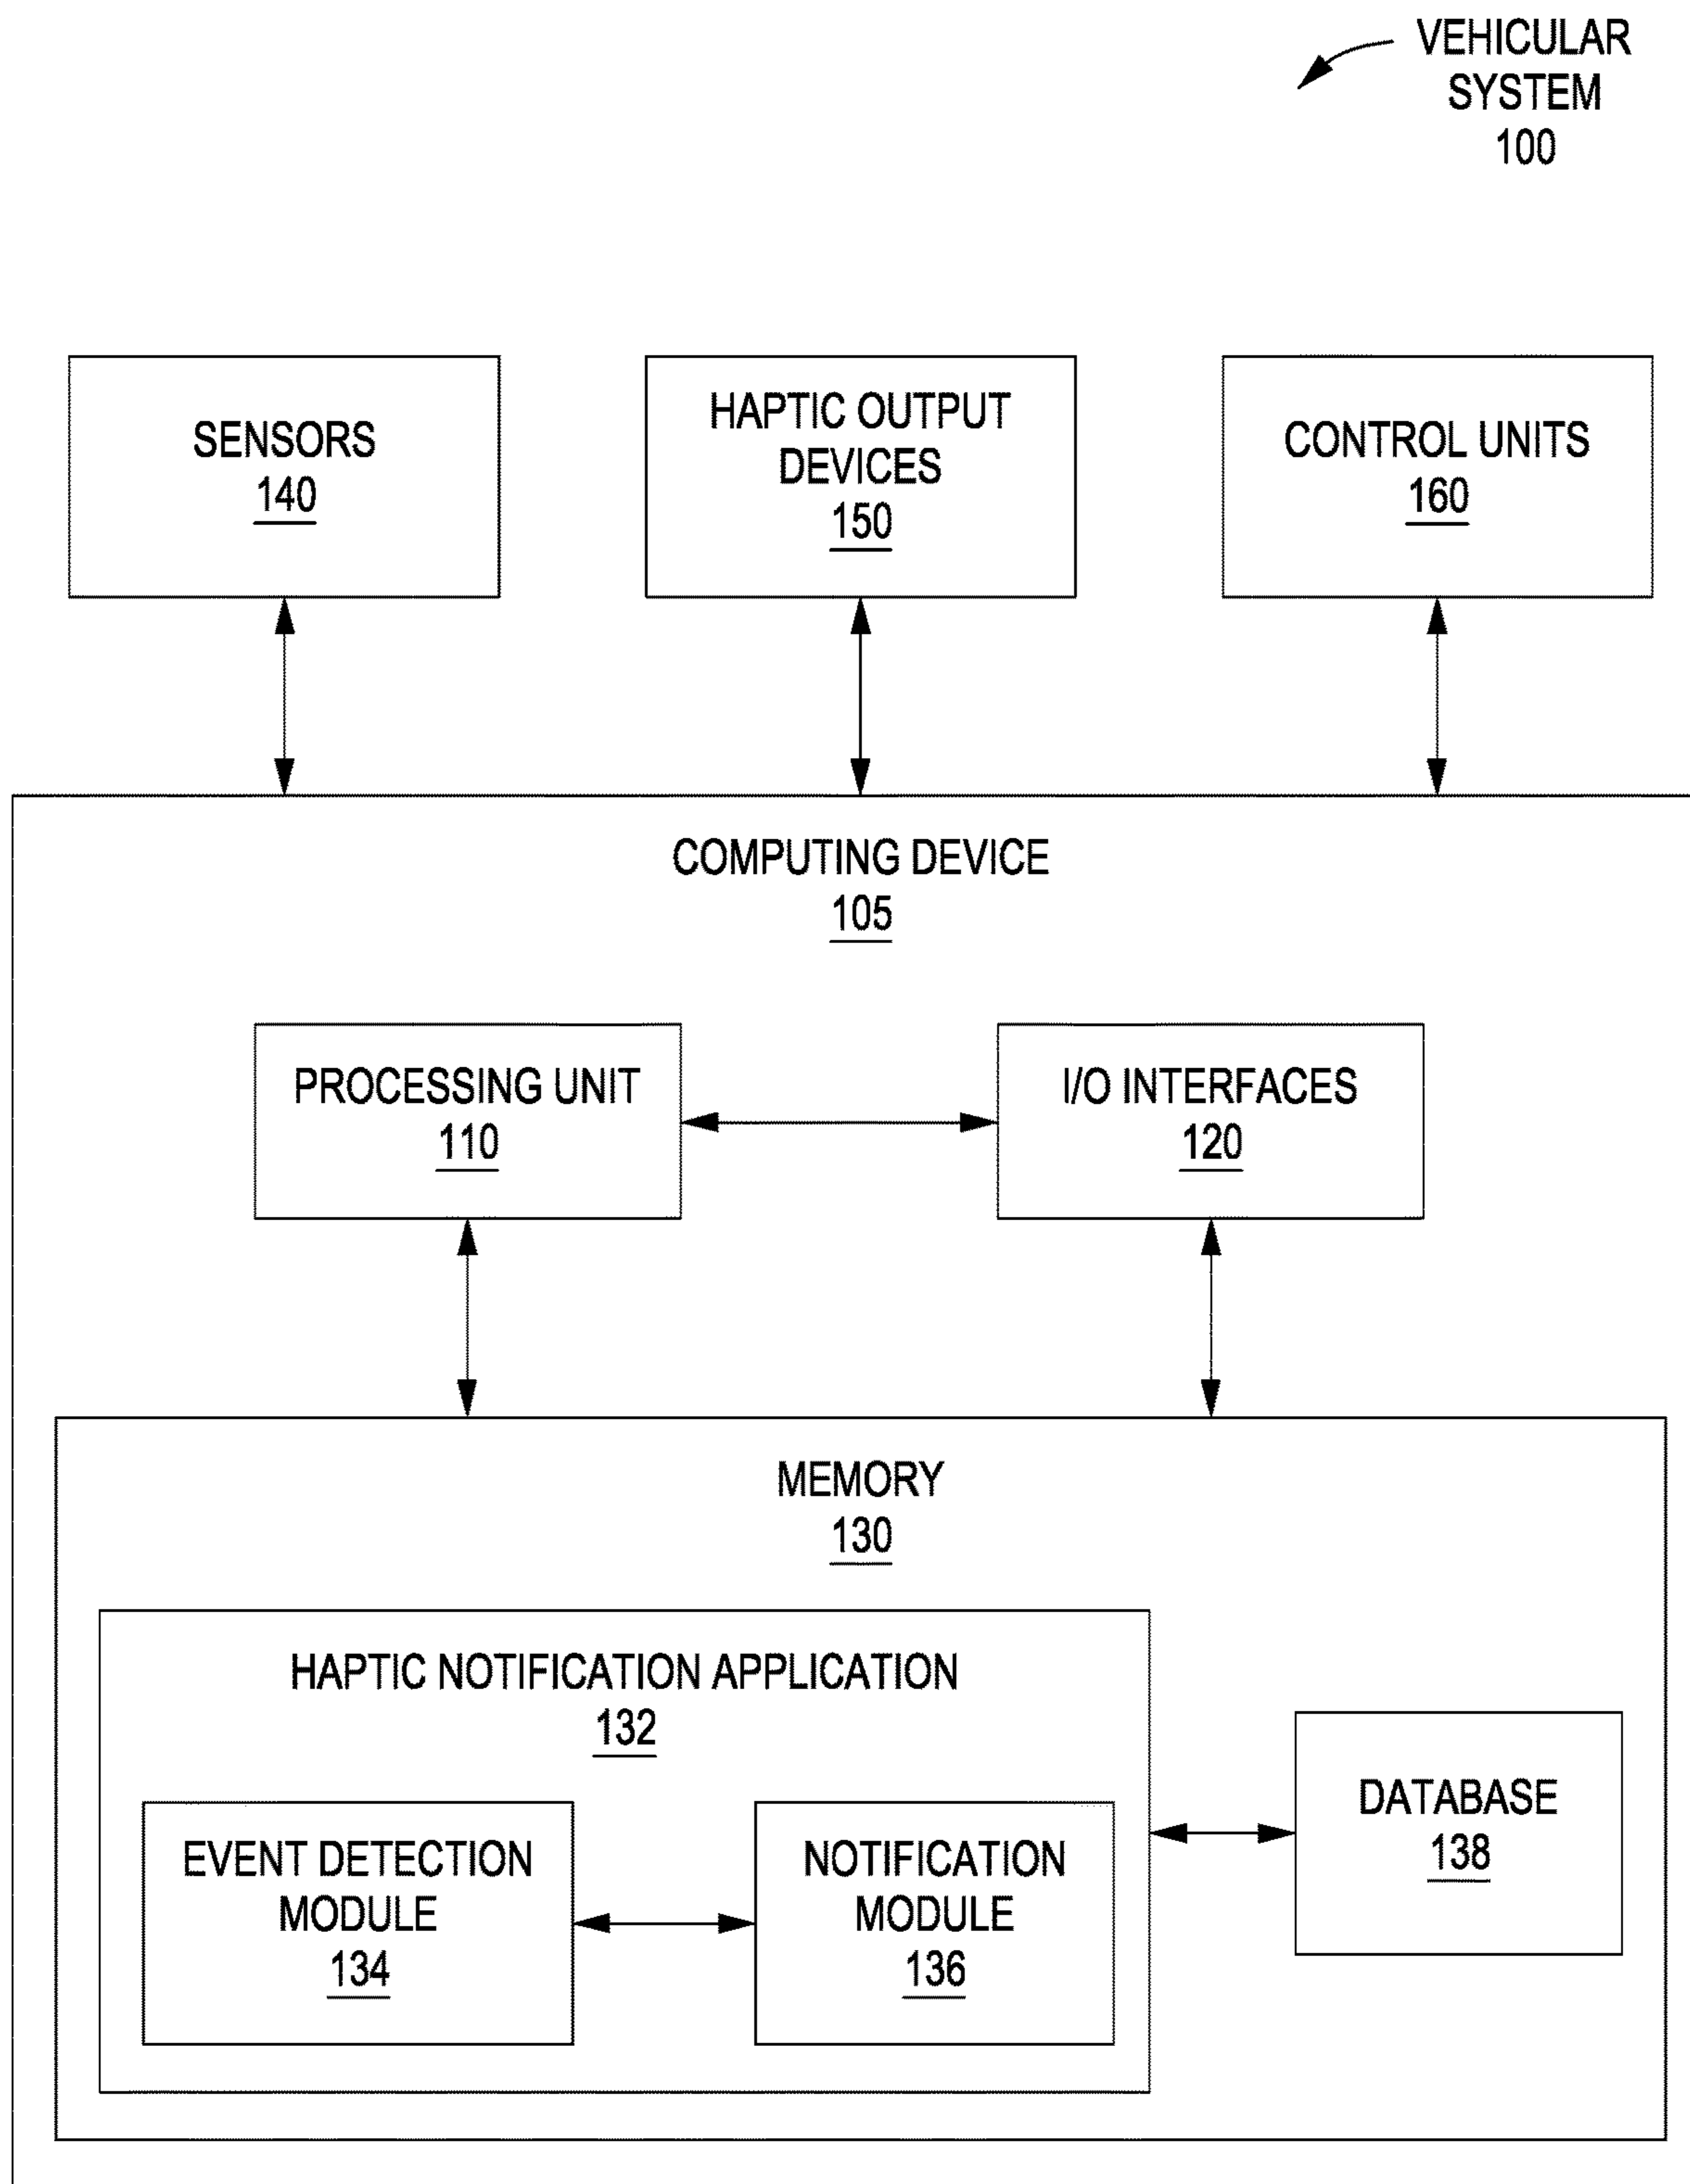 VEHICULAR
SYSTEM
100
SENSORS
140
HAPTIC OUTPUT
DEVICES
150
CONTROL UNITS
160
COMPUTING DEVICE
105
PROCESSING UNIT
110
I/O INTERFACES
120
MEMORY
130
HAPTIC NOTIFICATION APPLICATION
132
EVENT DETECTION
MODULE
134
NOTIFICATION
MODULE
136
DATABASE
138